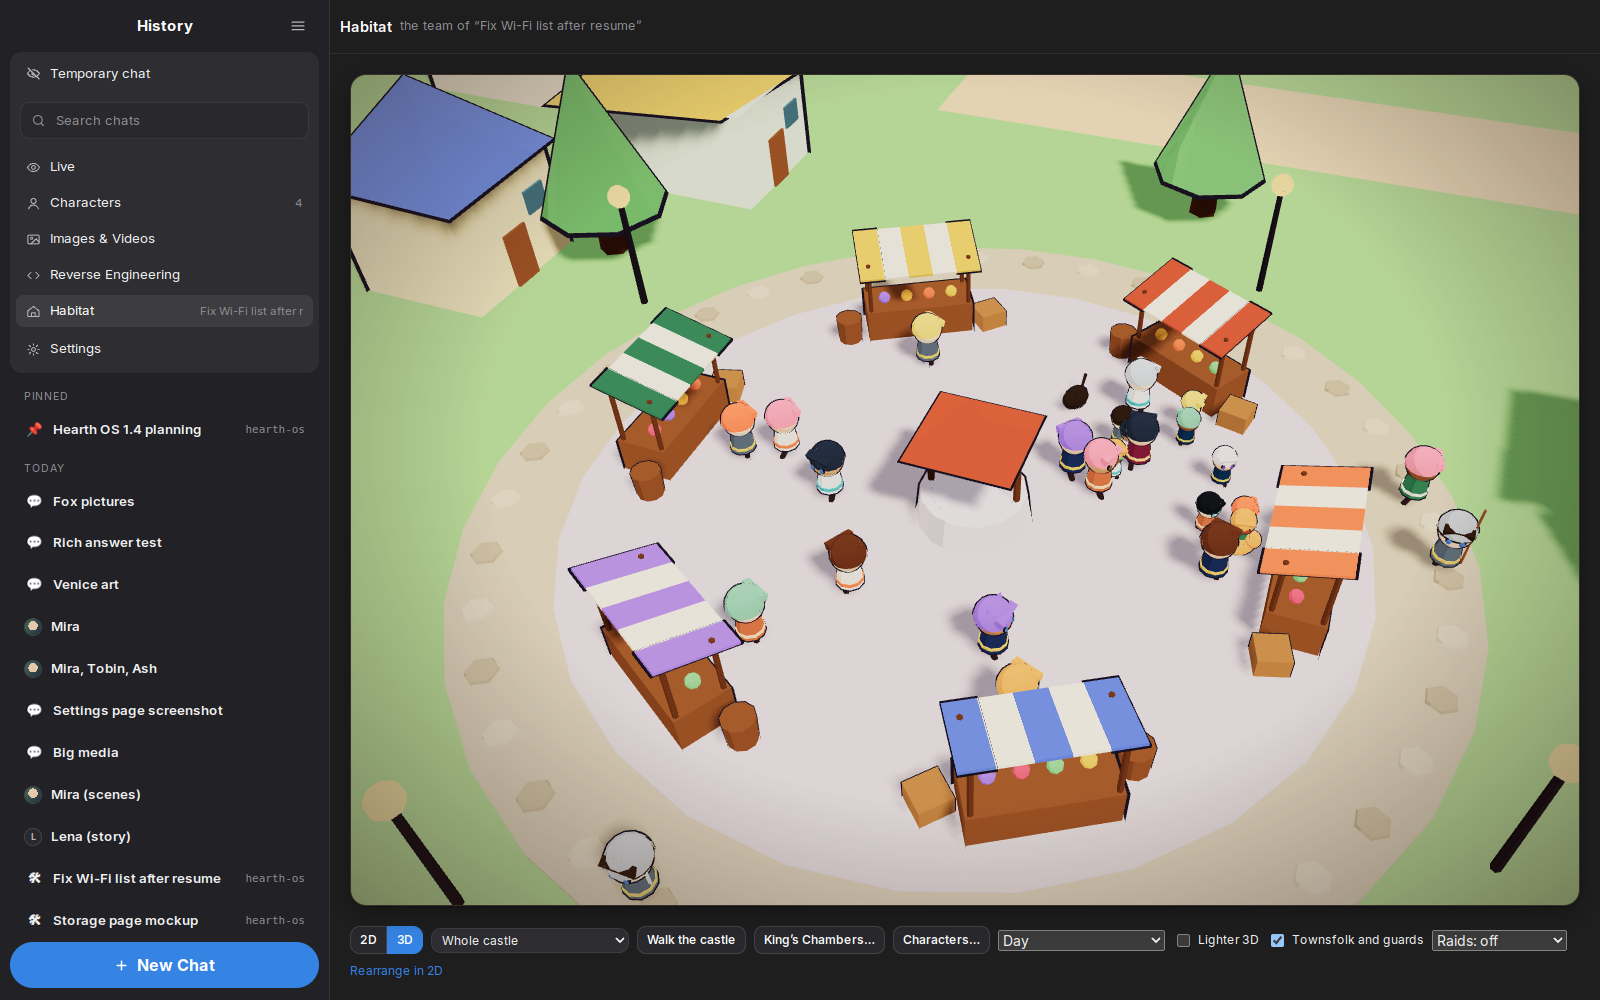 History
Temporary chat
Search chats
Live
Characters 4
Images & Videos
Reverse Engineering
Habitat Fix Wi-Fi list after r
Settings
PINNED
Hearth OS 1.4 planning hearth-os
TODAY
Fox pictures
Rich answer test
Venice art
Mira
Mira, Tobin, Ash
Settings page screenshot
Big media
Mira (scenes)
L Lena (story)
Fix Wi-Fi list after resume hearth-os
Storage page mockup hearth-os
+ New Chat
Habitat the team of “Fix Wi-Fi list after resume”
2D 3D Whole castle Walk the castle King’s Chambers... Characters... Day Lighter 3D Townsfolk and guards Raids: off
Rearrange in 2D